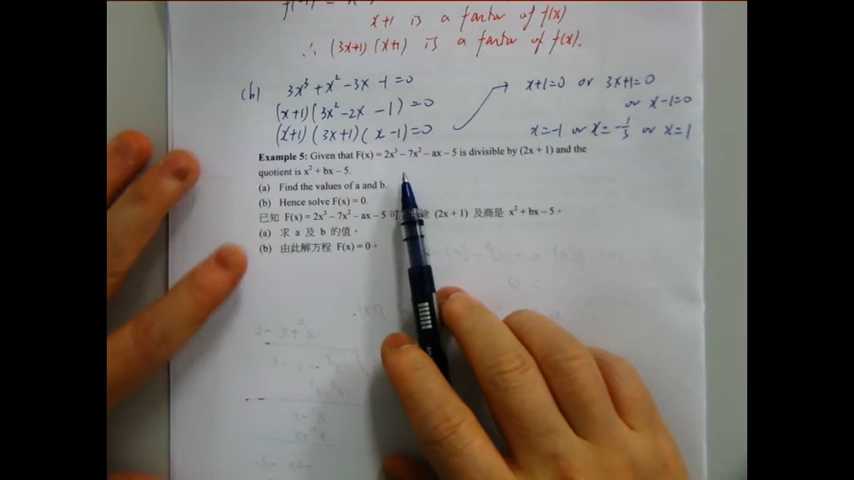 x+1 is a factor of f(x)
∴ (3x+1)(x+1) is a factor of f(x).
(b) 3x³ + x² - 3x - 1 = 0
(x+1)(3x² - 2x - 1) = 0
(x+1)(3x+1)(x-1) = 0
x+1=0 or 3x+1=0
or x-1=0
x=-1 or x=-1/3 or x=1
Example 5: Given that F(x) = 2x³ – 7x² – ax – 5 is divisible by (2x + 1) and the
quotient is x² + bx – 5.
(a) Find the values of a and b.
(b) Hence solve F(x) = 0.
已知 F(x) = 2x³ – 7x² – ax – 5 可 除 (2x + 1) 及商是 x² + bx – 5。
(a) 求 a 及 b 的值。
(b) 由此解方程 F(x) = 0。